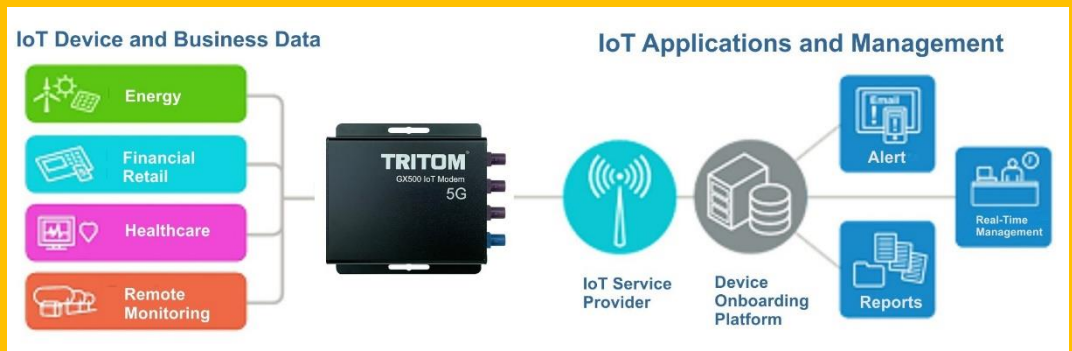 IoT Device and Business Data
IoT Applications and Management
Energy
Financial
Retail
Healthcare
Remote
Monitoring
TRITOM
GX500 IoT Modem
5G
IoT Service
Provider
Device
Onboarding
Platform
Email
Alert
Real-Time
Management
Reports